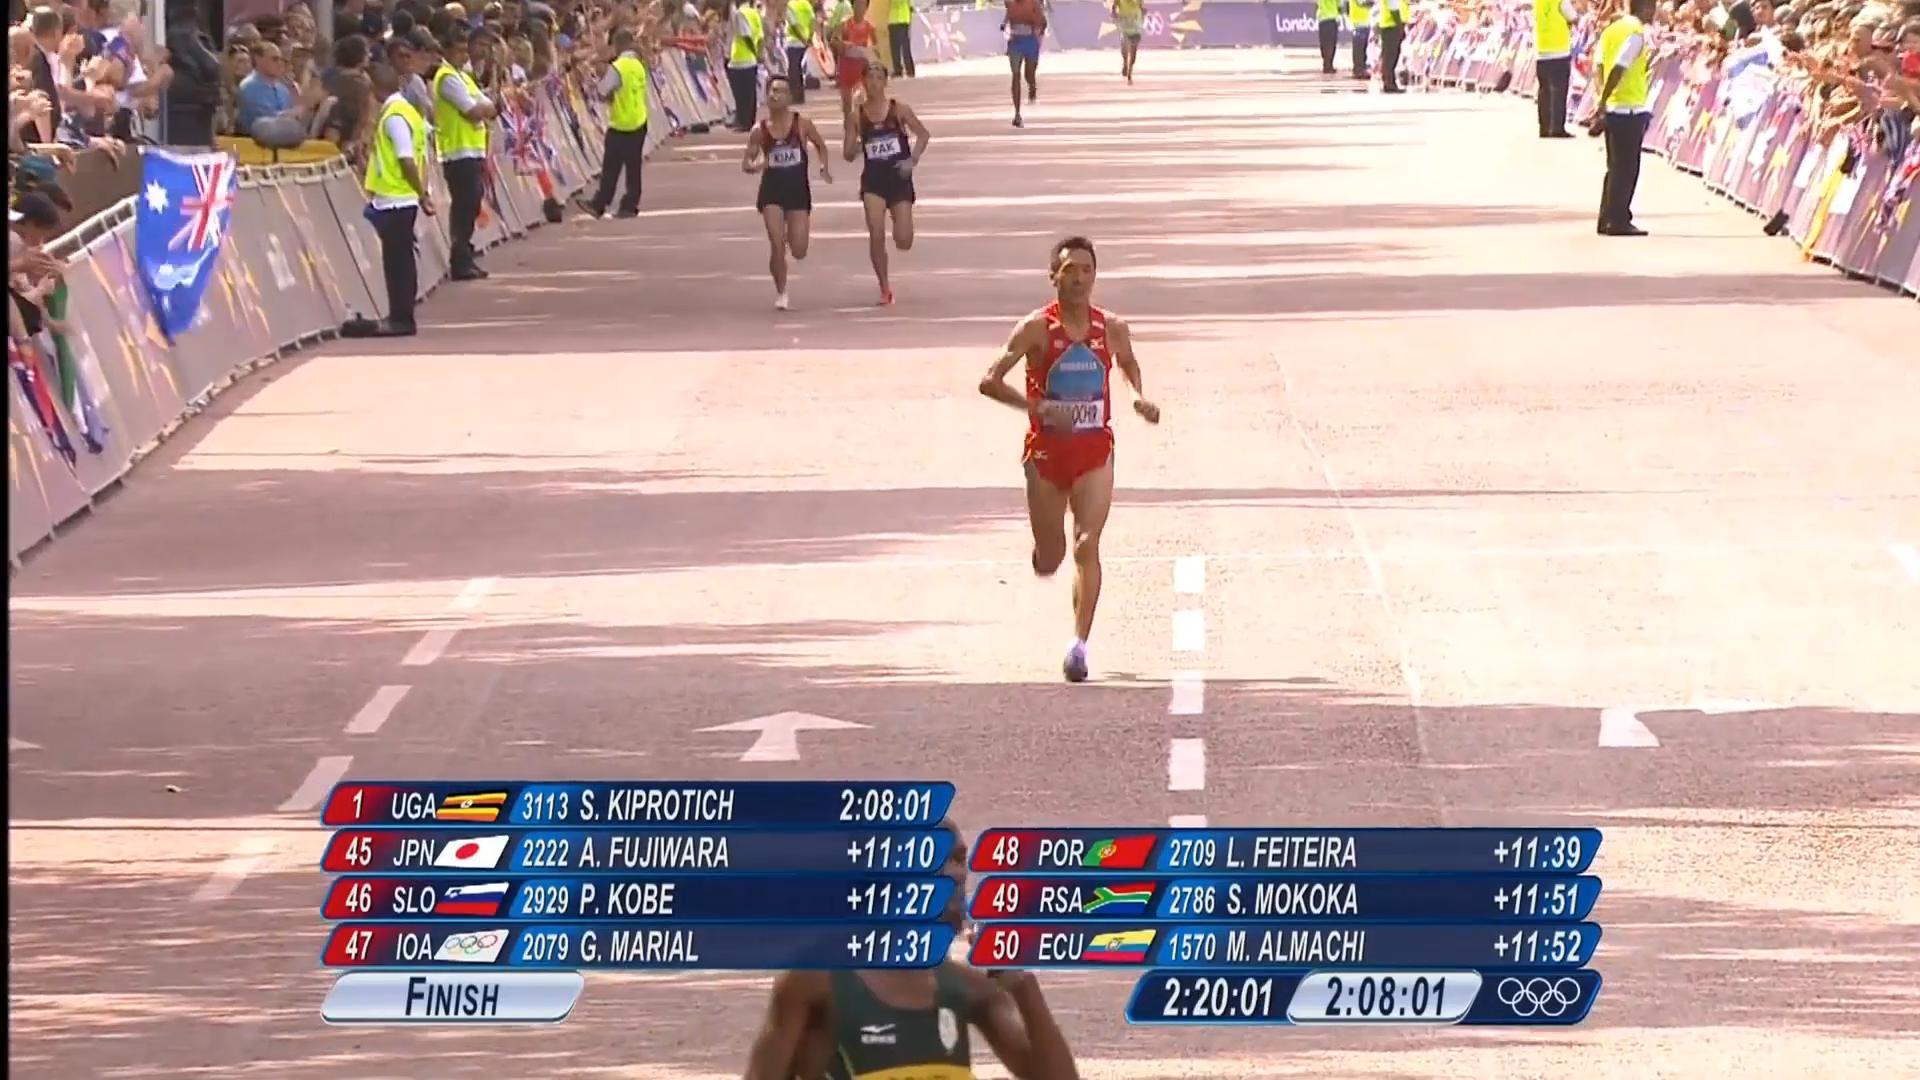 London
KIM
PAK
1 UGA 3113 S. KIPROTICH 2:08:01
45 JPN 2222 A. FUJIWARA +11:10
46 SLO 2929 P. KOBE +11:27
47 IOA 2079 G. MARIAL +11:31
48 POR 2709 L. FEITEIRA +11:39
49 RSA 2786 S. MOKOKA +11:51
50 ECU 1570 M. ALMACHI +11:52
FINISH
2:20:01 2:08:01